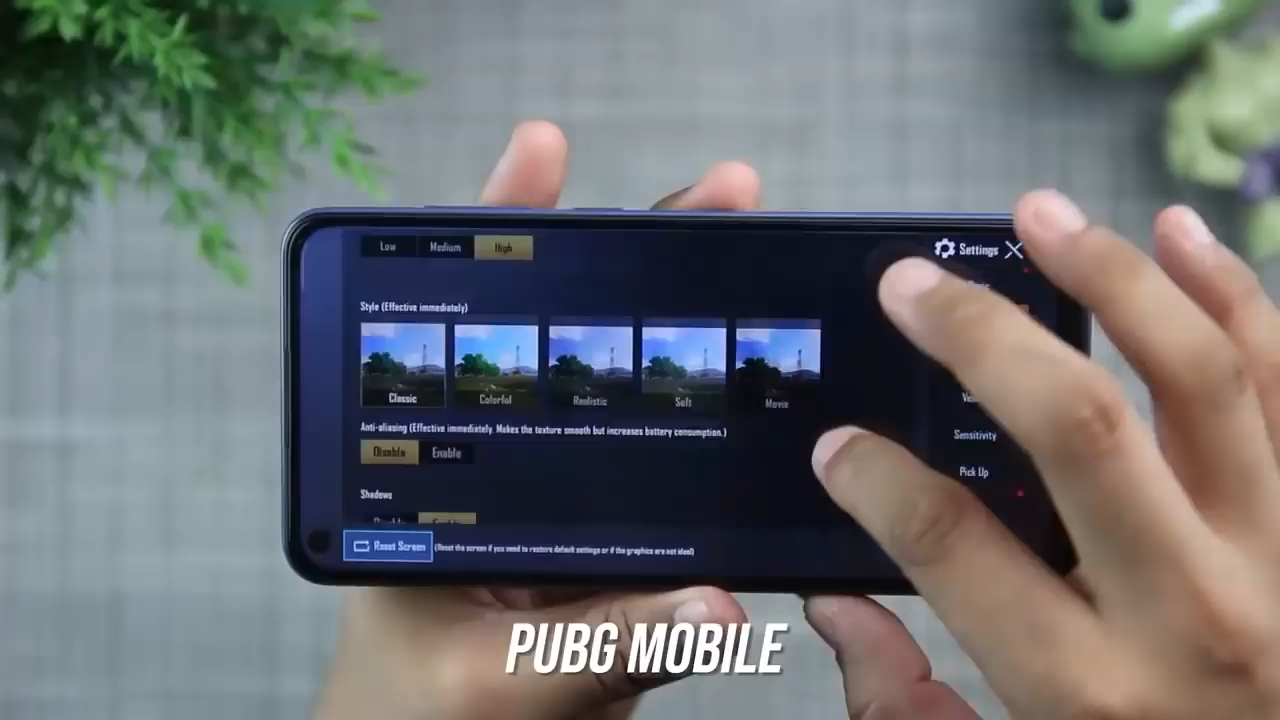 Low Medium High
Settings
Style (Effective immediately)
Classic Colorful Realistic Soft Movie
Anti-aliasing (Effective immediately. Makes the texture smooth but increases battery consumption.)
Disable Enable
Sensitivity
Pick Up
Shadows
Reset Screen (Reset the screen if you need to restore default settings or if the graphics are not ideal)
PUBG MOBILE